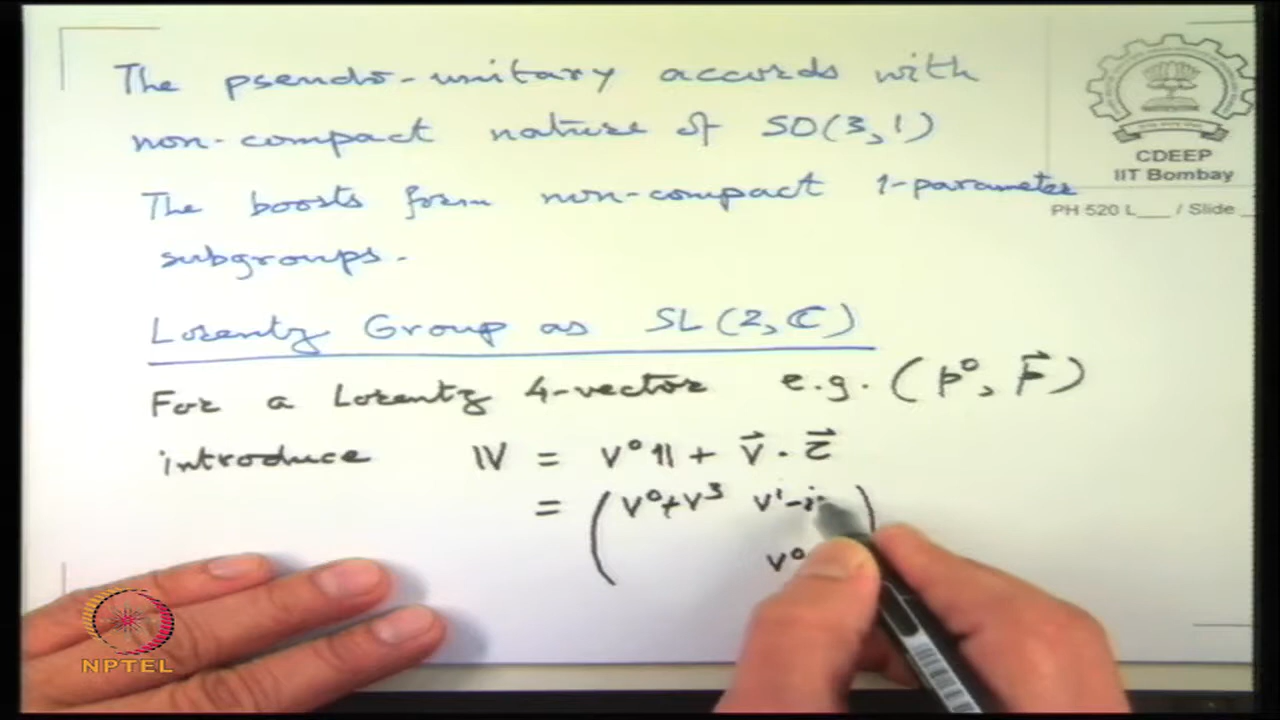 The pseudo-unitary accords with
non-compact nature of SO(3,1)
The boosts form non-compact 1-parameter
subgroups.
CDEEP
IIT Bombay
PH 520 L___ / Slide _
Lorentz Group as SL(2,ℂ)
For a Lorentz 4-vector e.g. (p⁰, p⃗)
introduce 𝕍 = v⁰𝟙 + v⃗ · τ⃗
= ( v⁰+v³ v¹-i
v⁰ )
NPTEL